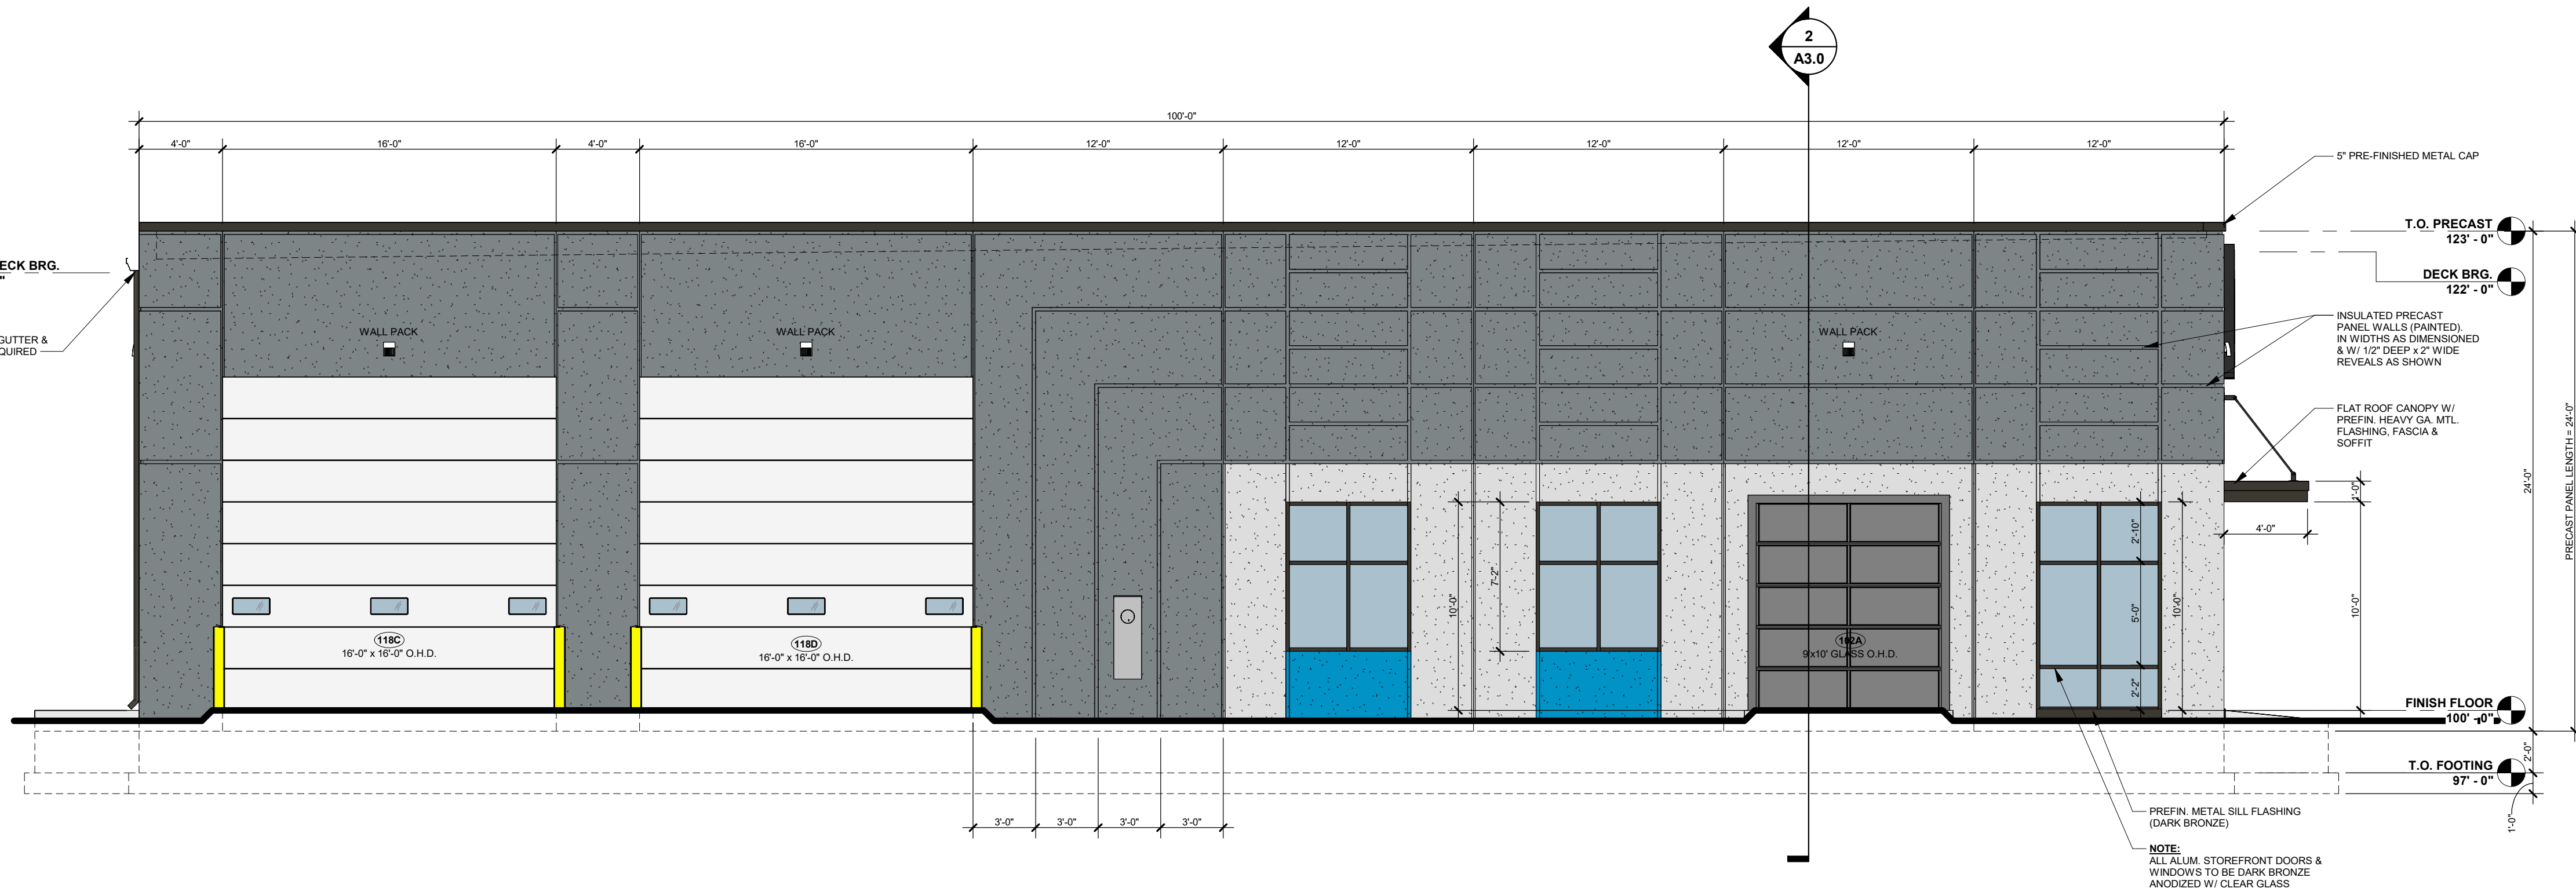 2
A3.0
100'-0"
4'-0"
16'-0"
4'-0"
16'-0"
12'-0"
12'-0"
12'-0"
12'-0"
12'-0"
5" PRE-FINISHED METAL CAP
T.O. PRECAST
123' - 0"
DECK BRG.
122' - 0"
ECK BRG.
"
GUTTER &
QUIRED
WALL PACK
WALL PACK
WALL PACK
INSULATED PRECAST
PANEL WALLS (PAINTED).
IN WIDTHS AS DIMENSIONED
& W/ 1/2" DEEP x 2" WIDE
REVEALS AS SHOWN
FLAT ROOF CANOPY W/
PREFIN. HEAVY GA. MTL.
FLASHING, FASCIA &
SOFFIT
1'-0"
4'-0"
24'-0"
PRECAST PANEL LENGTH = 24'-0"
118C
16'-0" x 16'-0" O.H.D.
118D
16'-0" x 16'-0" O.H.D.
10'-0"
7'-2"
102A
9'x10' GLASS O.H.D.
2'-10"
5'-0"
2'-2"
10'-0"
10'-0"
FINISH FLOOR
100' - 0"
2'-0"
T.O. FOOTING
97' - 0"
1'-0"
3'-0"
3'-0"
3'-0"
3'-0"
PREFIN. METAL SILL FLASHING
(DARK BRONZE)
NOTE:
ALL ALUM. STOREFRONT DOORS &
WINDOWS TO BE DARK BRONZE
ANODIZED W/ CLEAR GLASS